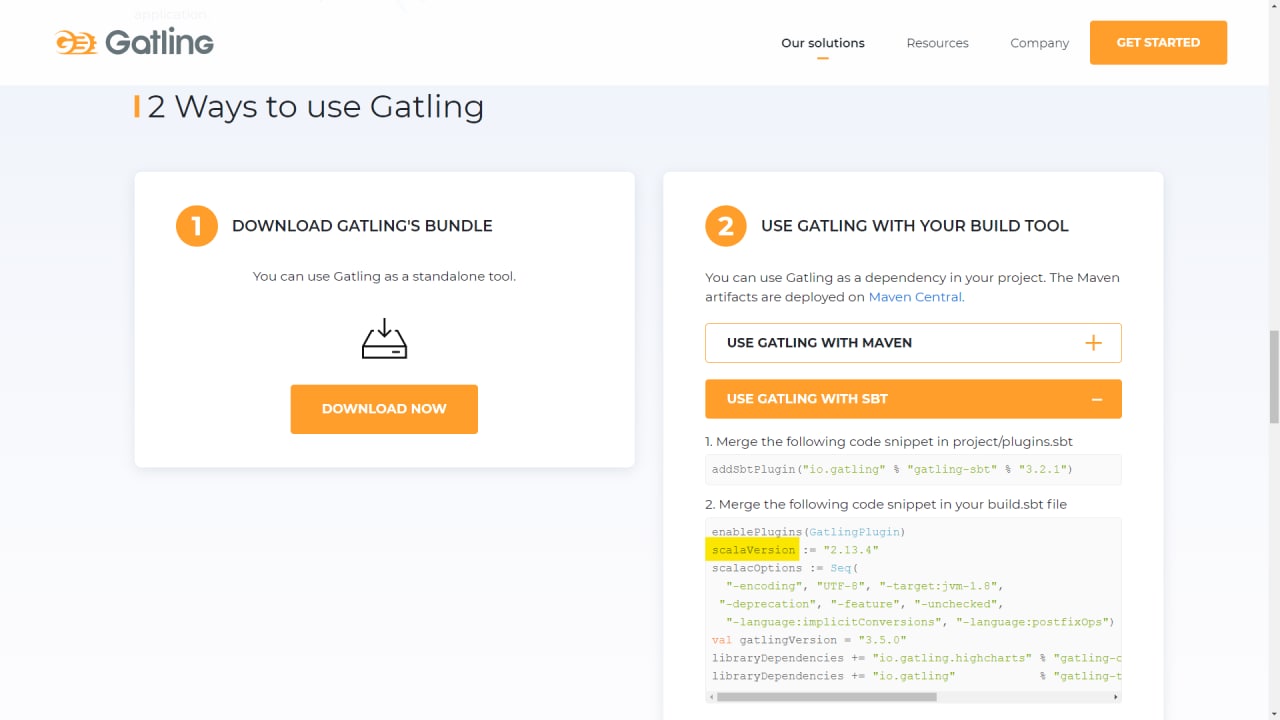 application.
Gatling
Our solutions
Resources
Company
GET STARTED
2 Ways to use Gatling
1
DOWNLOAD GATLING'S BUNDLE
You can use Gatling as a standalone tool.
DOWNLOAD NOW
2
USE GATLING WITH YOUR BUILD TOOL
You can use Gatling as a dependency in your project. The Maven
artifacts are deployed on Maven Central.
USE GATLING WITH MAVEN
USE GATLING WITH SBT
1. Merge the following code snippet in project/plugins.sbt
addSbtPlugin("io.gatling" % "gatling-sbt" % "3.2.1")
2. Merge the following code snippet in your build.sbt file
enablePlugins(GatlingPlugin)
scalaVersion := "2.13.4"
scalacOptions := Seq(
"-encoding", "UTF-8", "-target:jvm-1.8",
"-deprecation", "-feature", "-unchecked",
"-language:implicitConversions", "-language:postfixOps")
val gatlingVersion = "3.5.0"
libraryDependencies += "io.gatling.highcharts" % "gatling-c
libraryDependencies += "io.gatling" % "gatling-t